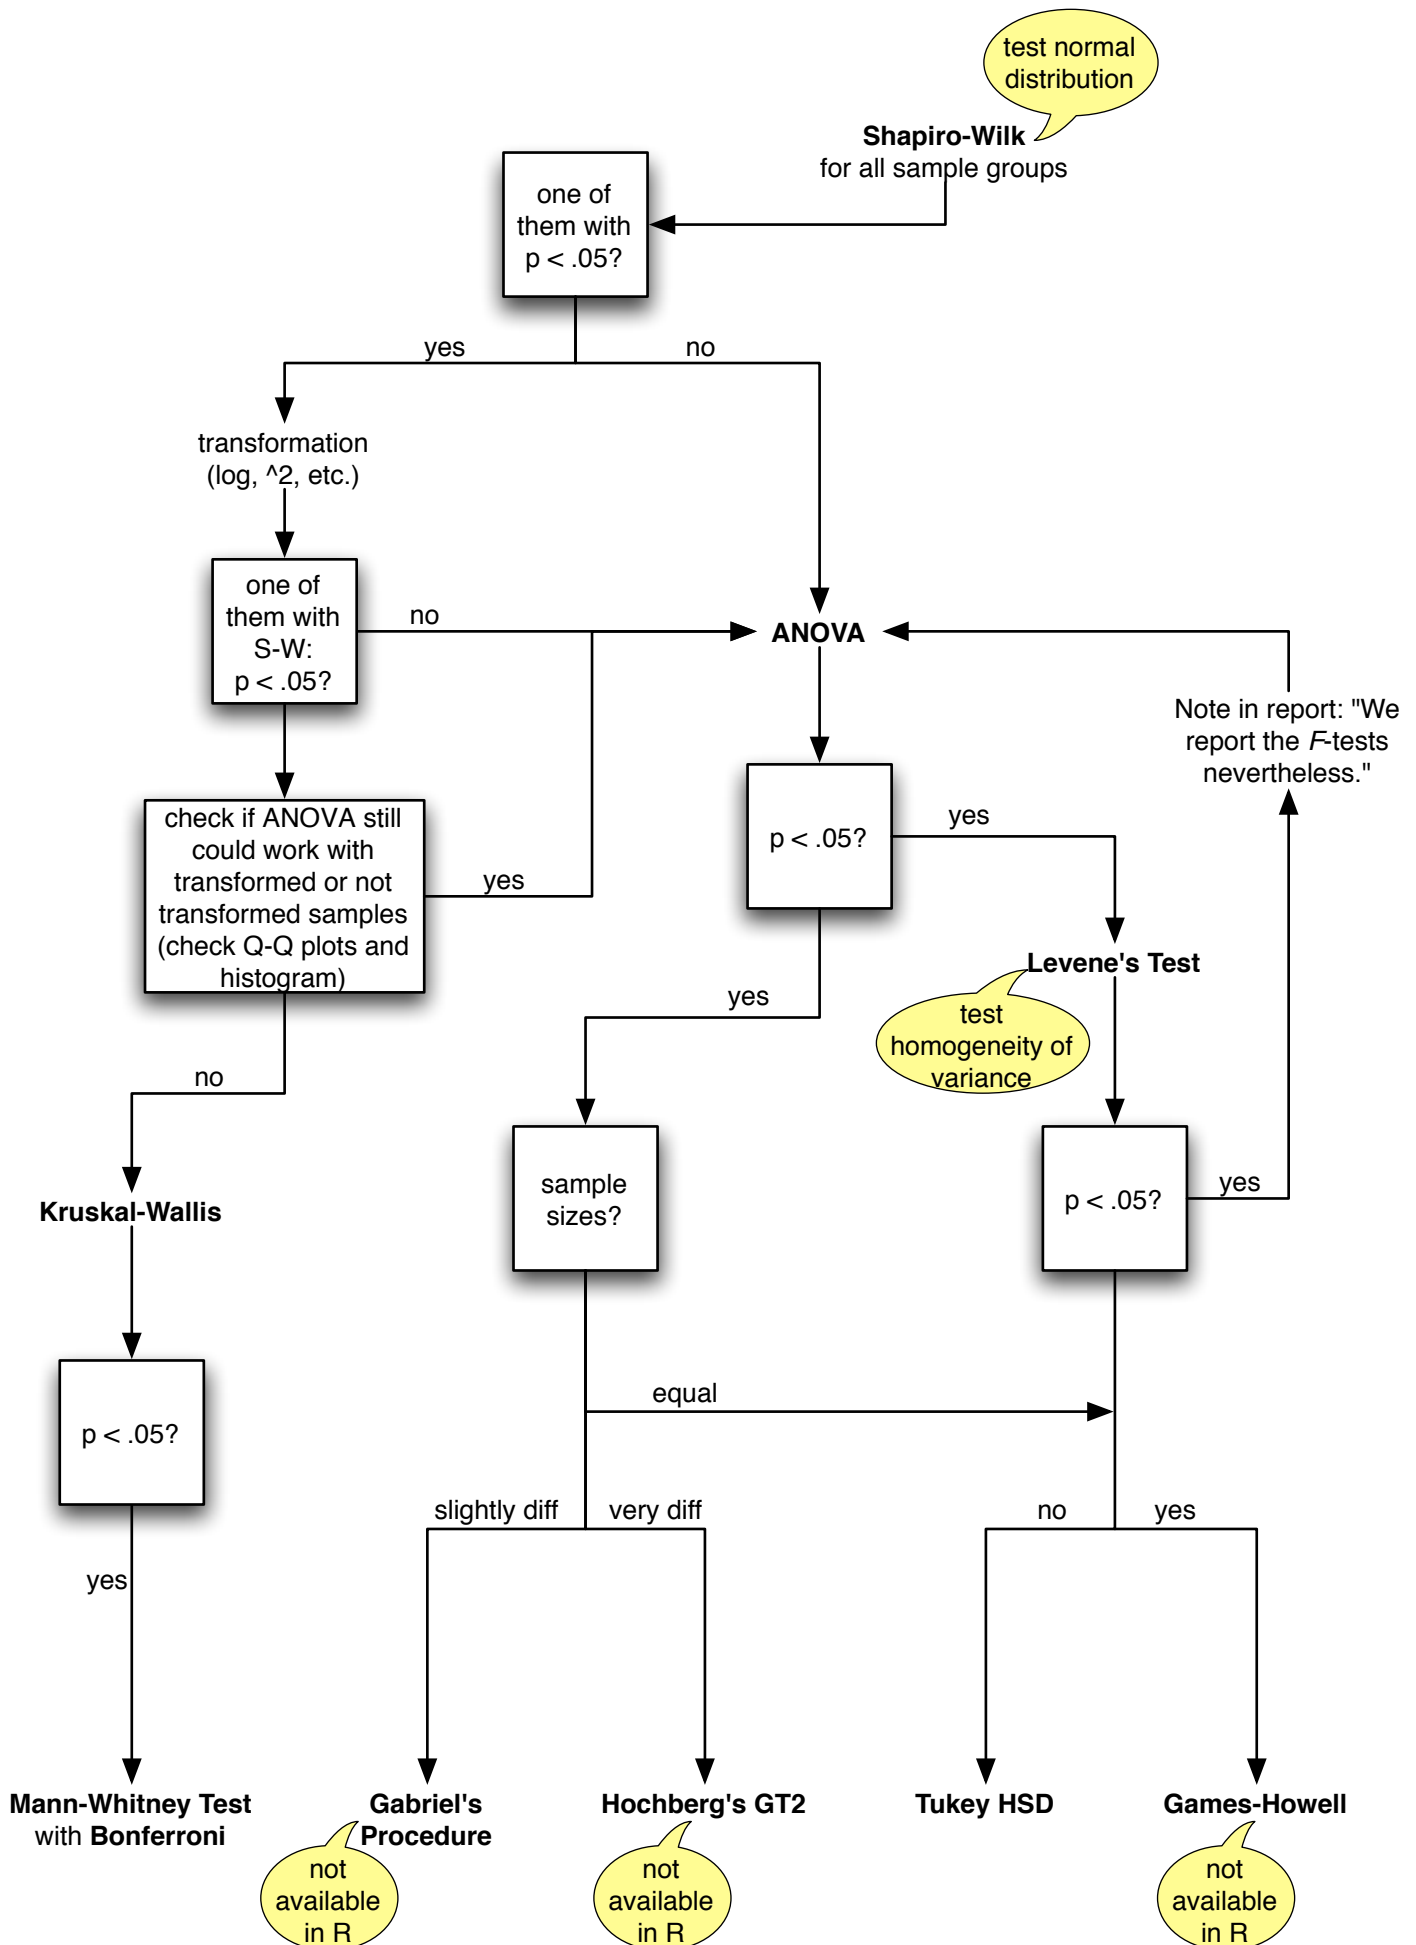 test normal
distribution
Shapiro-Wilk
for all sample groups
one of
them with
p < .05?
yes
no
transformation
(log, ^2, etc.)
one of
them with
S-W:
p < .05?
no
ANOVA
Note in report: "We
report the F-tests
nevertheless."
check if ANOVA still
could work with
transformed or not
transformed samples
(check Q-Q plots and
histogram)
yes
p < .05?
yes
Levene's Test
test
homogeneity of
variance
yes
no
Kruskal-Wallis
sample
sizes?
p < .05?
yes
p < .05?
equal
slightly diff
very diff
no
yes
yes
Mann-Whitney Test
with Bonferroni
Gabriel's
Procedure
Hochberg's GT2
Tukey HSD
Games-Howell
not
available
in R
not
available
in R
not
available
in R